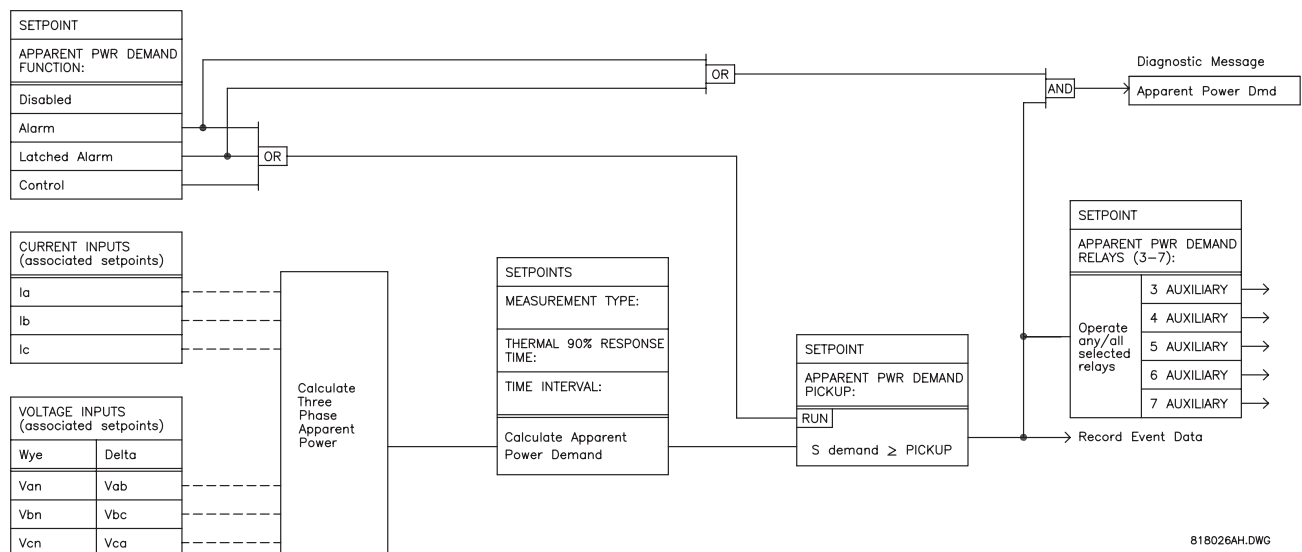 SETPOINT
APPARENT PWR DEMAND
FUNCTION:
Disabled
Alarm
Latched Alarm
Control
OR
OR
AND
Diagnostic Message
Apparent Power Dmd
CURRENT INPUTS
(associated setpoints)
Ia
Ib
Ic
VOLTAGE INPUTS
(associated setpoints)
Wye Delta
Van Vab
Vbn Vbc
Vcn Vca
Calculate
Three
Phase
Apparent
Power
SETPOINTS
MEASUREMENT TYPE:
THERMAL 90% RESPONSE
TIME:
TIME INTERVAL:
Calculate Apparent
Power Demand
SETPOINT
APPARENT PWR DEMAND
PICKUP:
RUN
S demand ≥ PICKUP
SETPOINT
APPARENT PWR DEMAND
RELAYS (3-7):
Operate
any/all
selected
relays
3 AUXILIARY
4 AUXILIARY
5 AUXILIARY
6 AUXILIARY
7 AUXILIARY
Record Event Data
818026AH.DWG